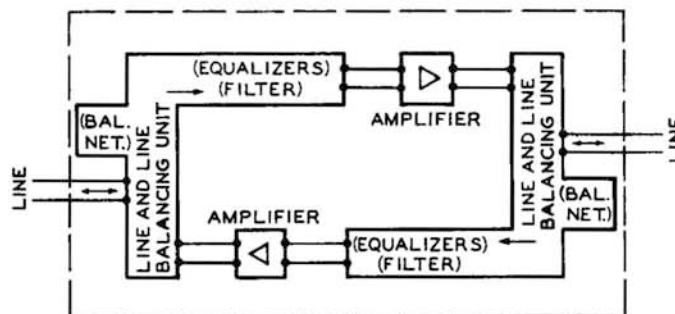 (EQUALIZERS)
(FILTER)
AMPLIFIER
(BAL.
NET.)
LINE AND LINE
BALANCING UNIT
LINE
LINE AND LINE
BALANCING UNIT
LINE
(BAL.
NET.)
AMPLIFIER
(EQUALIZERS)
(FILTER)